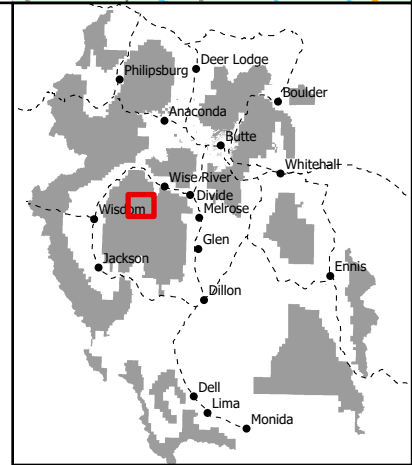 Deer Lodge
Philipsburg
Boulder
Anaconda
Butte
Whitehall
Wise River
Divide
Wisdom
Melrose
Glen
Jackson
Ennis
Dillon
Dell
Lima
Monida